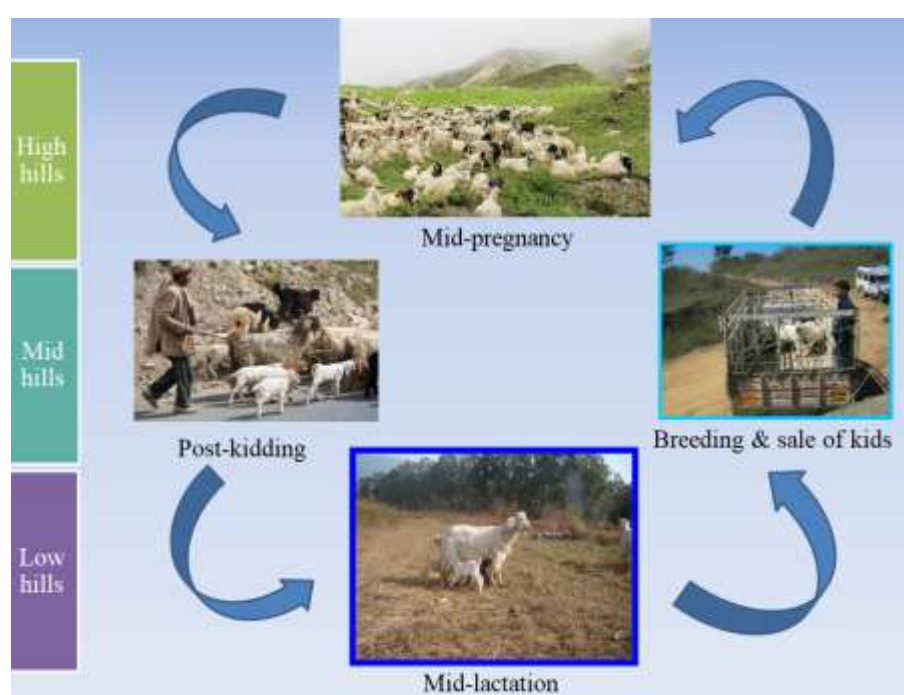 High
hills
Mid-pregnancy
Mid
hills
Post-kidding
Breeding & sale of kids
Low
hills
Mid-lactation